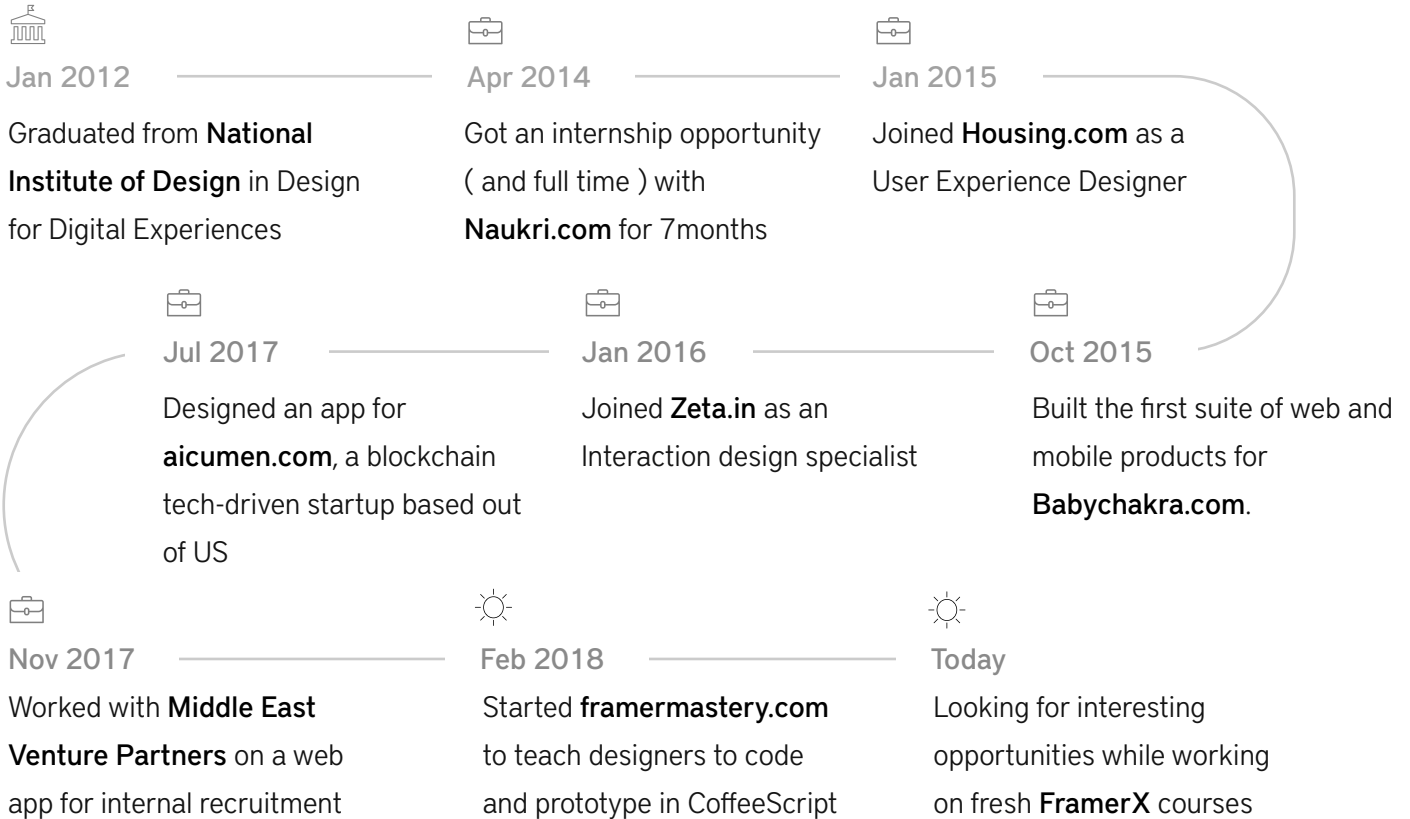 Jan 2012
Graduated from National
Institute of Design in Design
for Digital Experiences
Apr 2014
Got an internship opportunity
( and full time ) with
Naukri.com for 7months
Jan 2015
Joined Housing.com as a
User Experience Designer
Oct 2015
Built the first suite of web and
mobile products for
Babychakra.com.
Jan 2016
Joined Zeta.in as an
Interaction design specialist
Jul 2017
Designed an app for
aicumen.com, a blockchain
tech-driven startup based out
of US
Nov 2017
Worked with Middle East
Venture Partners on a web
app for internal recruitment
Feb 2018
Started framermastery.com
to teach designers to code
and prototype in CoffeeScript
Today
Looking for interesting
opportunities while working
on fresh FramerX courses